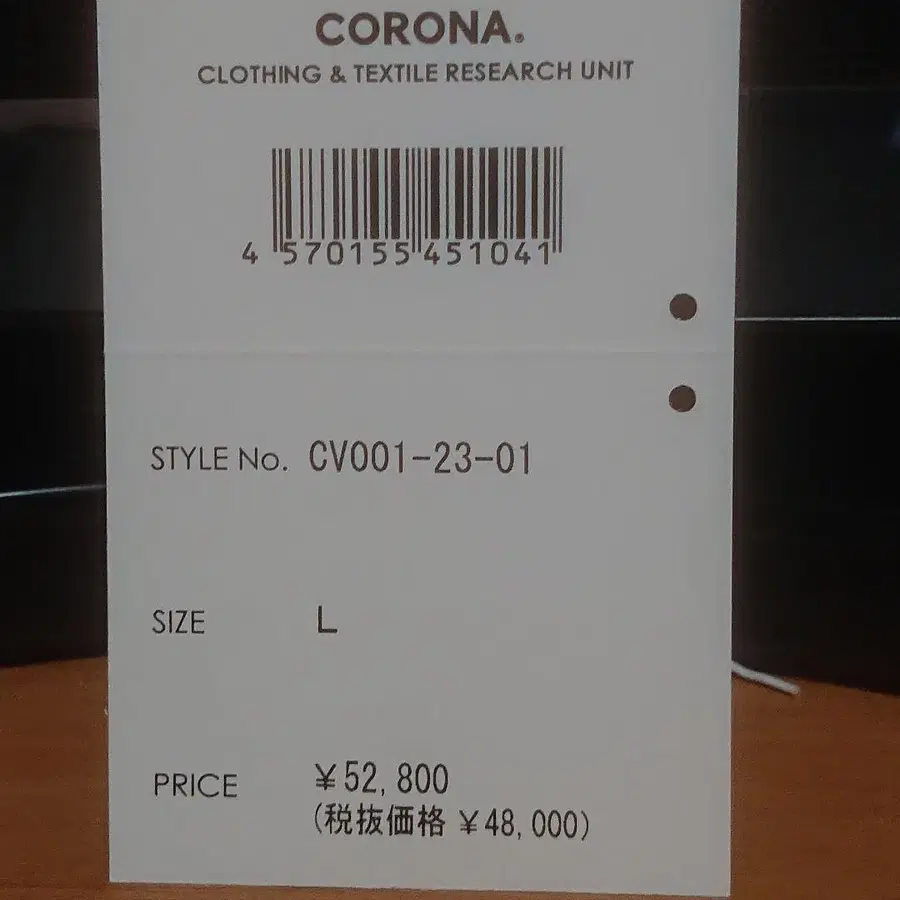 CORONA.
CLOTHING & TEXTILE RESEARCH UNIT
4 570155 451041
STYLE No. CV001-23-01
SIZE L
PRICE ¥52,800
(税抜価格 ¥48,000)